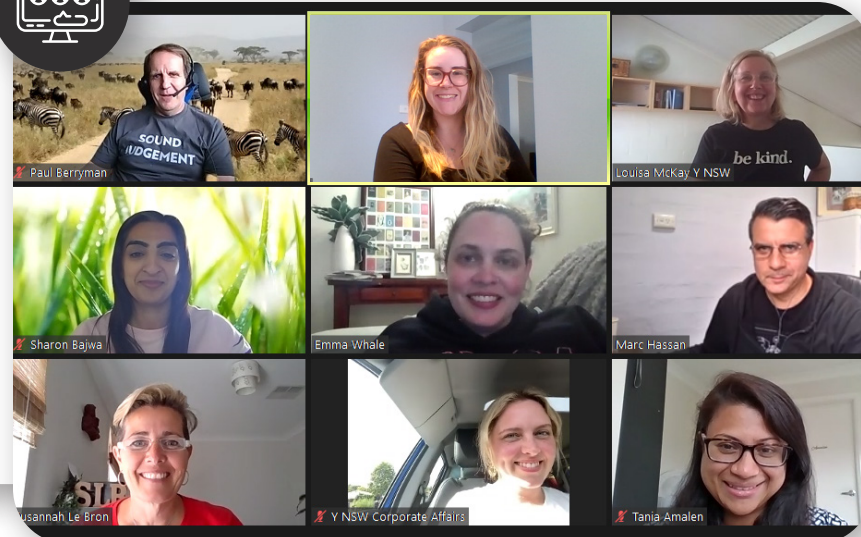 SOUND
JUDGEMENT
Paul Berryman
be kind.
Louisa McKay Y NSW
Sharon Bajwa
Emma Whale
Marc Hassan
SLB
usannah Le Bron
Y NSW Corporate Affairs
Tania Amalen